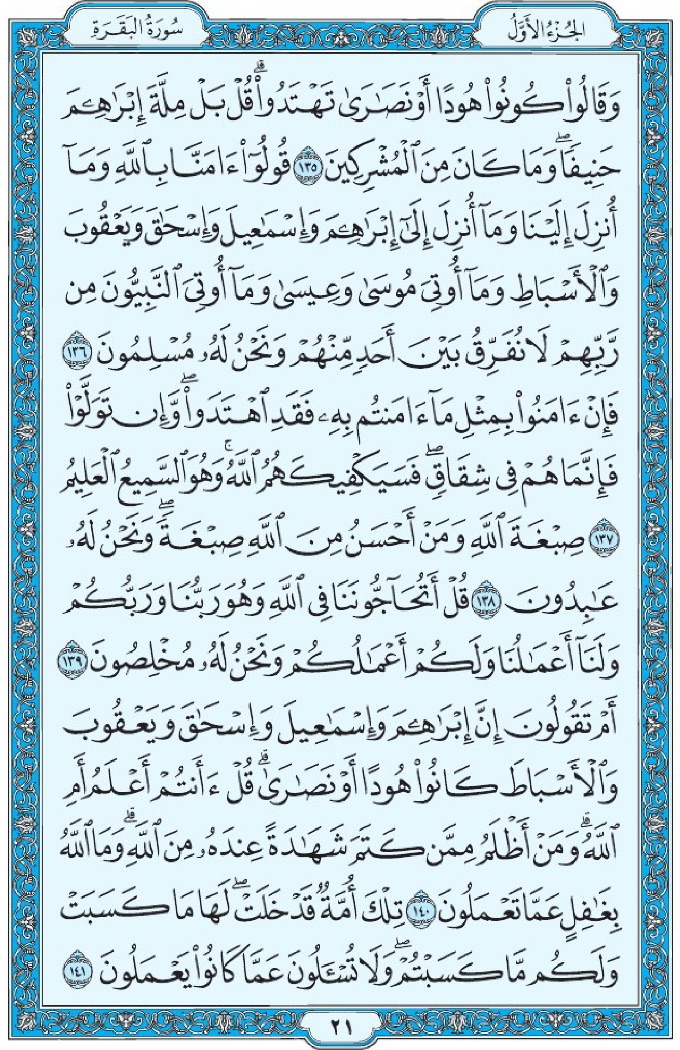 الجُزْءُ الأَوَّلُ
سُورَةُ البَقَرَةِ
وَقَالُوا۟ كُونُوا۟ هُودًا أَوْ نَصَٰرَىٰ تَهْتَدُوا۟ ۗ قُلْ بَلْ مِلَّةَ إِبْرَٰهِۦمَ
حَنِيفًا ۖ وَمَا كَانَ مِنَ ٱلْمُشْرِكِينَ ١٣٥ قُولُوٓا۟ ءَامَنَّا بِٱللَّهِ وَمَآ
أُنزِلَ إِلَيْنَا وَمَآ أُنزِلَ إِلَىٰٓ إِبْرَٰهِۦمَ وَإِسْمَٰعِيلَ وَإِسْحَٰقَ وَيَعْقُوبَ
وَٱلْأَسْبَاطِ وَمَآ أُوتِىَ مُوسَىٰ وَعِيسَىٰ وَمَآ أُوتِىَ ٱلنَّبِيُّونَ مِن
رَّبِّهِمْ لَا نُفَرِّقُ بَيْنَ أَحَدٍ مِّنْهُمْ وَنَحْنُ لَهُۥ مُسْلِمُونَ ١٣٦
فَإِنْ ءَامَنُوا۟ بِمِثْلِ مَآ ءَامَنتُم بِهِۦ فَقَدِ ٱهْتَدَوا۟ ۖ وَّإِن تَوَلَّوْا۟
فَإِنَّمَا هُمْ فِى شِقَاقٍ ۖ فَسَيَكْفِيكَهُمُ ٱللَّهُ ۚ وَهُوَ ٱلسَّمِيعُ ٱلْعَلِيمُ
١٣٧ صِبْغَةَ ٱللَّهِ ۖ وَمَنْ أَحْسَنُ مِنَ ٱللَّهِ صِبْغَةً ۖ وَنَحْنُ لَهُۥ
عَٰبِدُونَ ١٣٨ قُلْ أَتُحَآجُّونَنَا فِى ٱللَّهِ وَهُوَ رَبُّنَا وَرَبُّكُمْ
وَلَنَآ أَعْمَٰلُنَا وَلَكُمْ أَعْمَٰلُكُمْ وَنَحْنُ لَهُۥ مُخْلِصُونَ ١٣٩
أَمْ تَقُولُونَ إِنَّ إِبْرَٰهِۦمَ وَإِسْمَٰعِيلَ وَإِسْحَٰقَ وَيَعْقُوبَ
وَٱلْأَسْبَاطَ كَانُوا۟ هُودًا أَوْ نَصَٰرَىٰ ۗ قُلْ ءَأَنتُمْ أَعْلَمُ أَمِ
ٱللَّهُ ۗ وَمَنْ أَظْلَمُ مِمَّن كَتَمَ شَهَٰدَةً عِندَهُۥ مِنَ ٱللَّهِ ۗ وَمَا ٱللَّهُ
بِغَٰفِلٍ عَمَّا تَعْمَلُونَ ١٤٠ تِلْكَ أُمَّةٌ قَدْ خَلَتْ ۖ لَهَا مَا كَسَبَتْ
وَلَكُم مَّا كَسَبْتُمْ ۖ وَلَا تُسْـَٔلُونَ عَمَّا كَانُوا۟ يَعْمَلُونَ ١٤١
٢١